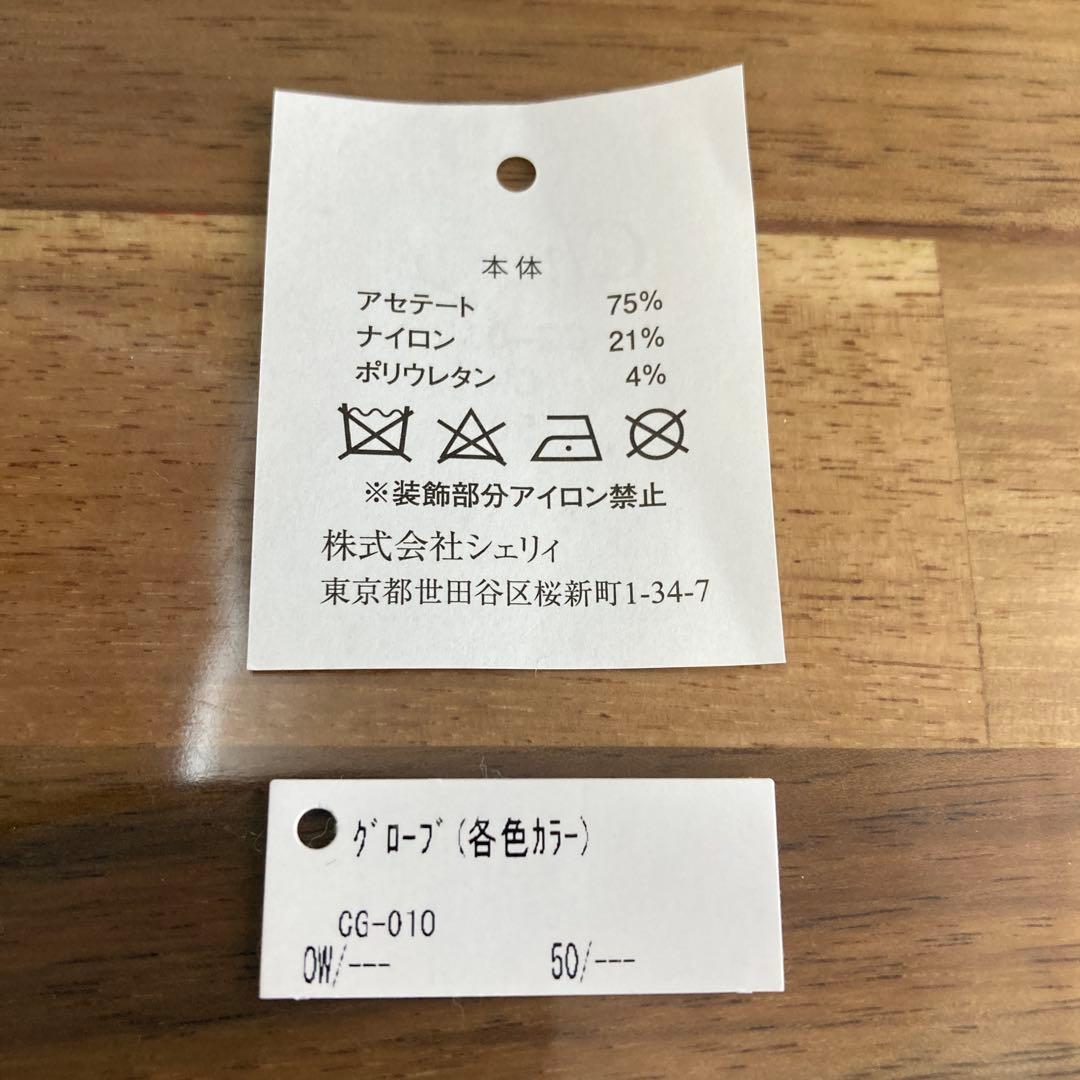 本体
アセテート 75%
ナイロン 21%
ポリウレタン 4%
※装飾部分アイロン禁止
株式会社シェリィ
東京都世田谷区桜新町1-34-7
ｸﾞﾛｰﾌﾞ(各色ｶﾗｰ)
CG-010
OW/--- 50/---